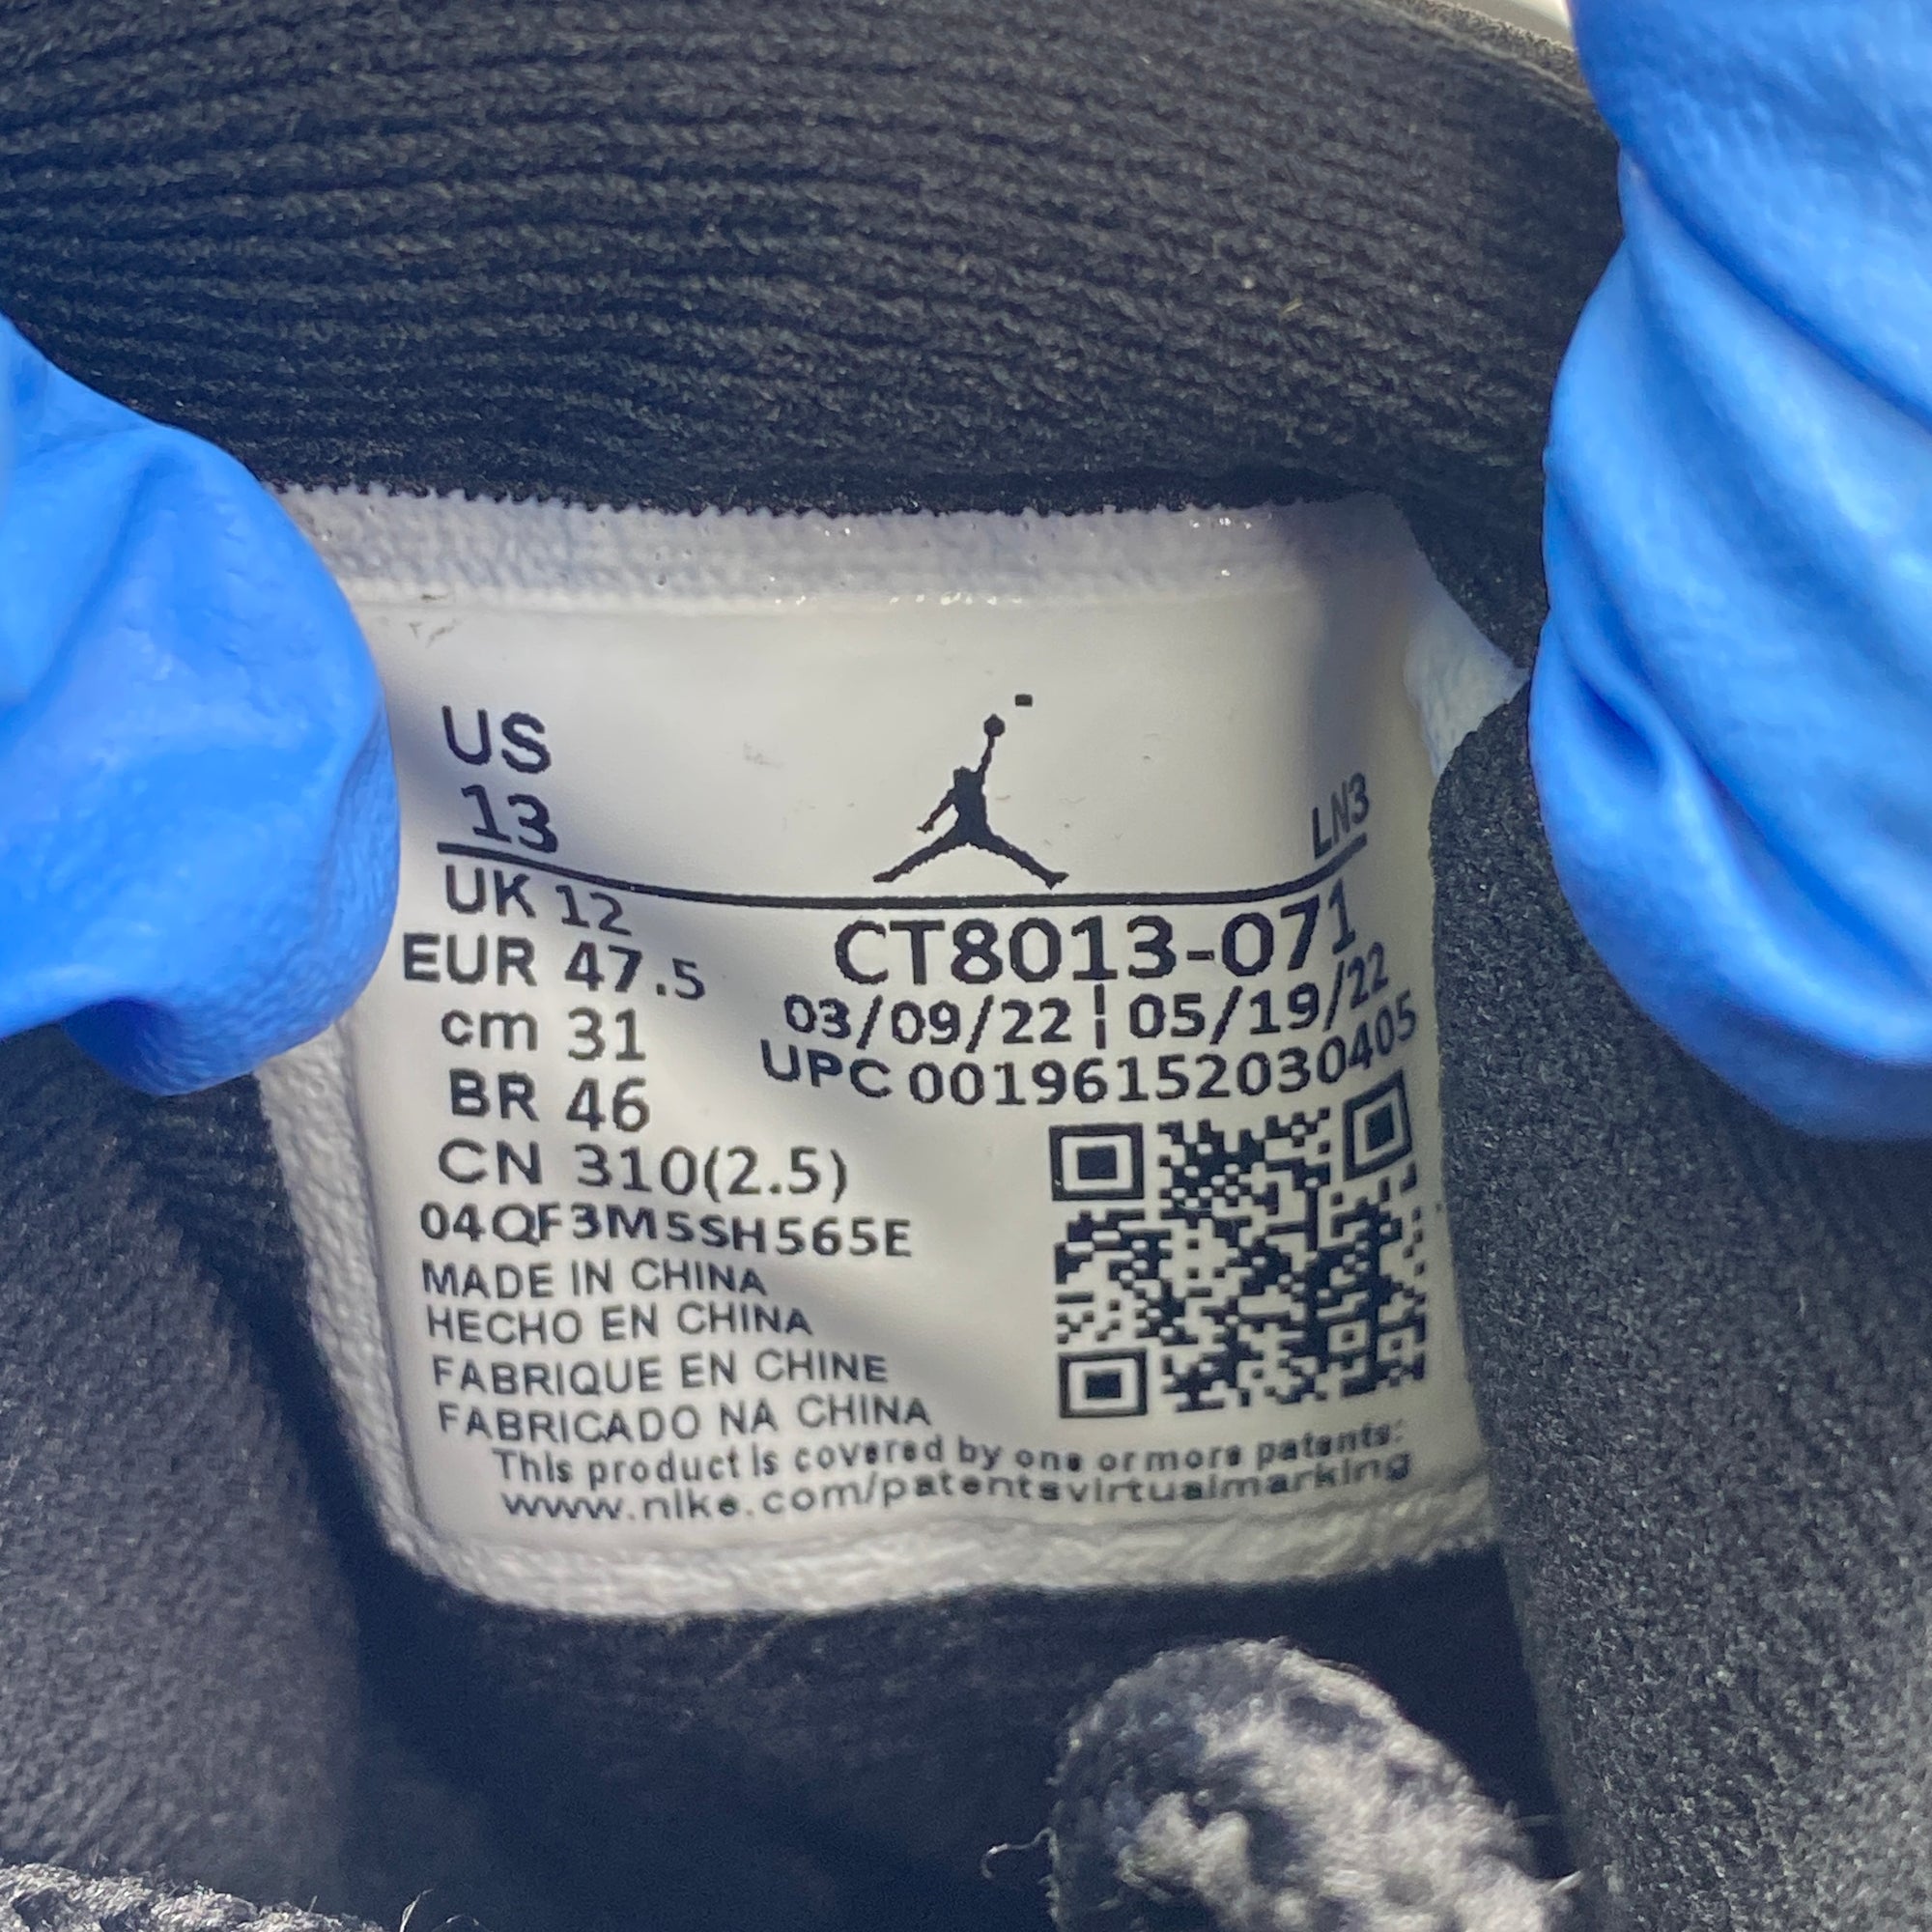 US
13
LN3
UK 12
EUR 47.5
cm 31
BR 46
CN 310(2.5)
CT8013-071
03/09/22 ¦ 05/19/22
UPC 00196152030405
04QF3M5SH565E
MADE IN CHINA
HECHO EN CHINA
FABRIQUE EN CHINE
FABRICADO NA CHINA
This product is covered by one or more patents:
www.nike.com/patentsvirtualmarking